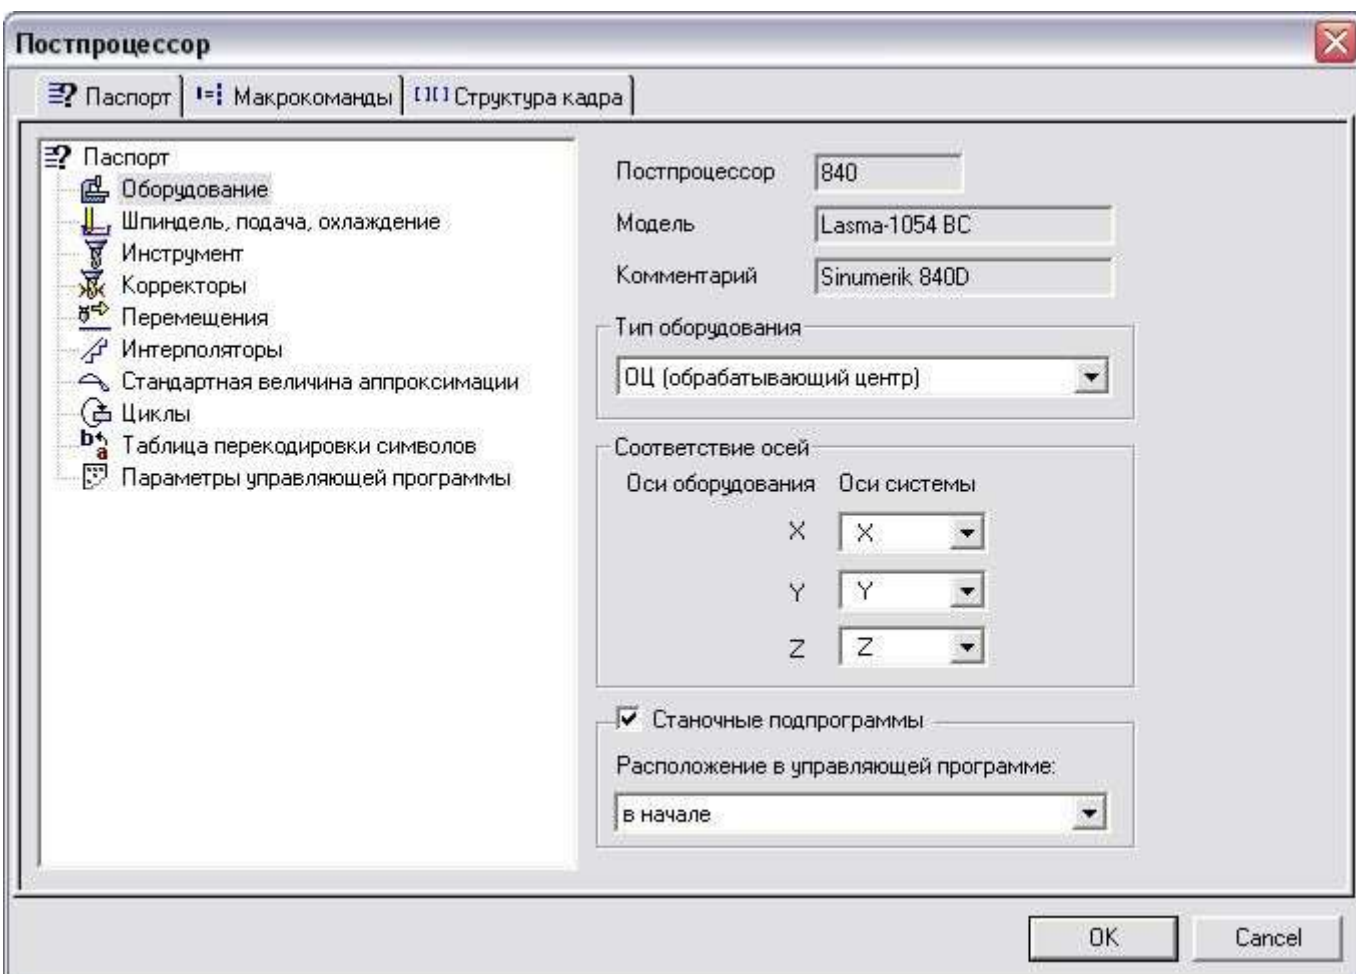 Постпроцессор
Паспорт Макрокоманды Структура кадра
Паспорт
Оборудование
Шпиндель, подача, охлаждение
Инструмент
Корректоры
Перемещения
Интерполяторы
Стандартная величина аппроксимации
Циклы
Таблица перекодировки символов
Параметры управляющей программы
Постпроцессор 840
Модель Lasma-1054 ВС
Комментарий Sinumerik 840D
Тип оборудования
ОЦ (обрабатывающий центр)
Соответствие осей
Оси оборудования Оси системы
X X
Y Y
Z Z
Станочные подпрограммы
Расположение в управляющей программе:
в начале
OK Cancel